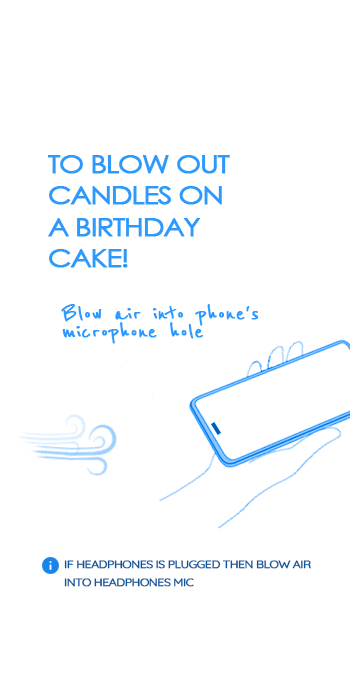 TO BLOW OUT
CANDLES ON
A BIRTHDAY
CAKE!
Blow air into phone's
microphone hole
IF HEADPHONES IS PLUGGED THEN BLOW AIR
INTO HEADPHONES MIC